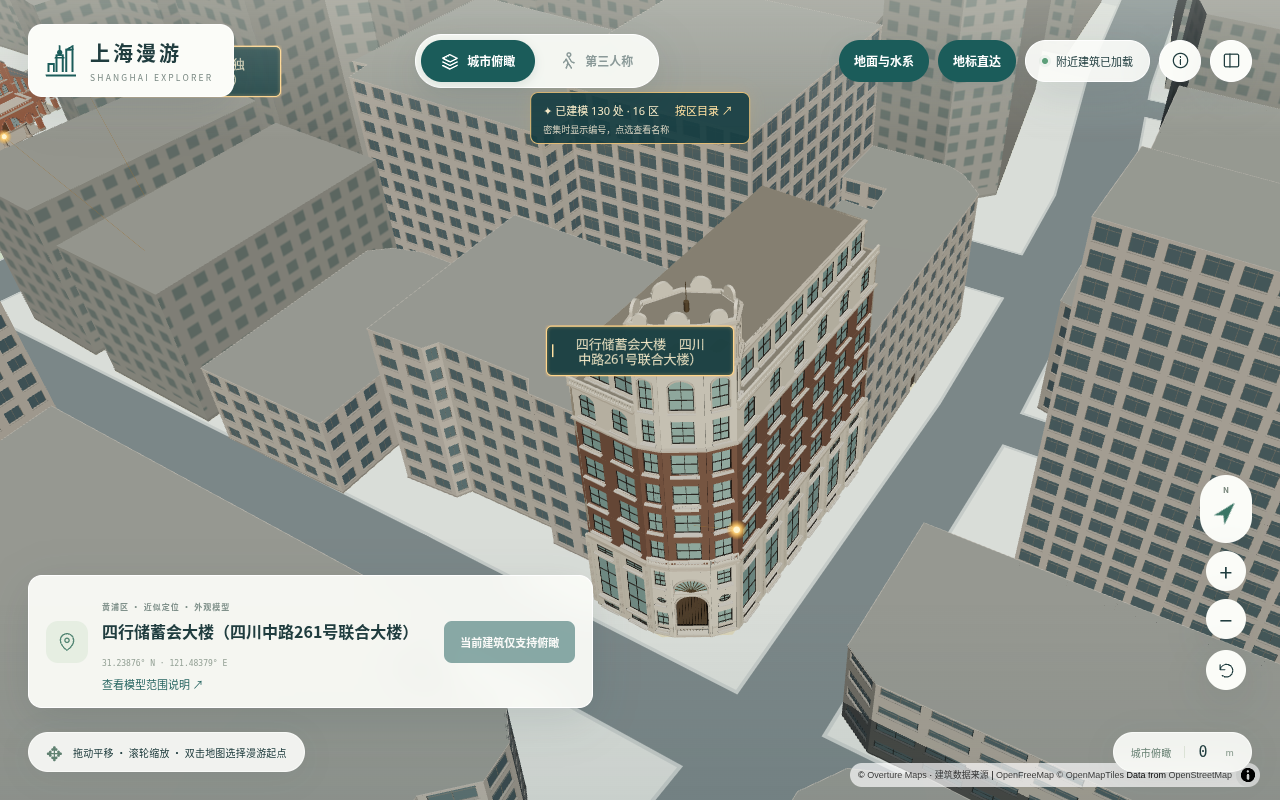 上海漫游
SHANGHAI EXPLORER
独
城市俯瞰
第三人称
地面与水系
地标直达
附近建筑已加载
✦ 已建模 130 处 · 16 区 按区目录 ↗
密集时显示编号，点选查看名称
四行储蓄会大楼 四川
中路261号联合大楼）
N
黄浦区 · 近似定位 · 外观模型
四行储蓄会大楼（四川中路261号联合大楼）
31.23876° N · 121.48379° E
查看模型范围说明 ↗
当前建筑仅支持俯瞰
拖动平移 · 滚轮缩放 · 双击地图选择漫游起点
城市俯瞰 0 m
© Overture Maps · 建筑数据来源 | OpenFreeMap © OpenMapTiles Data from OpenStreetMap